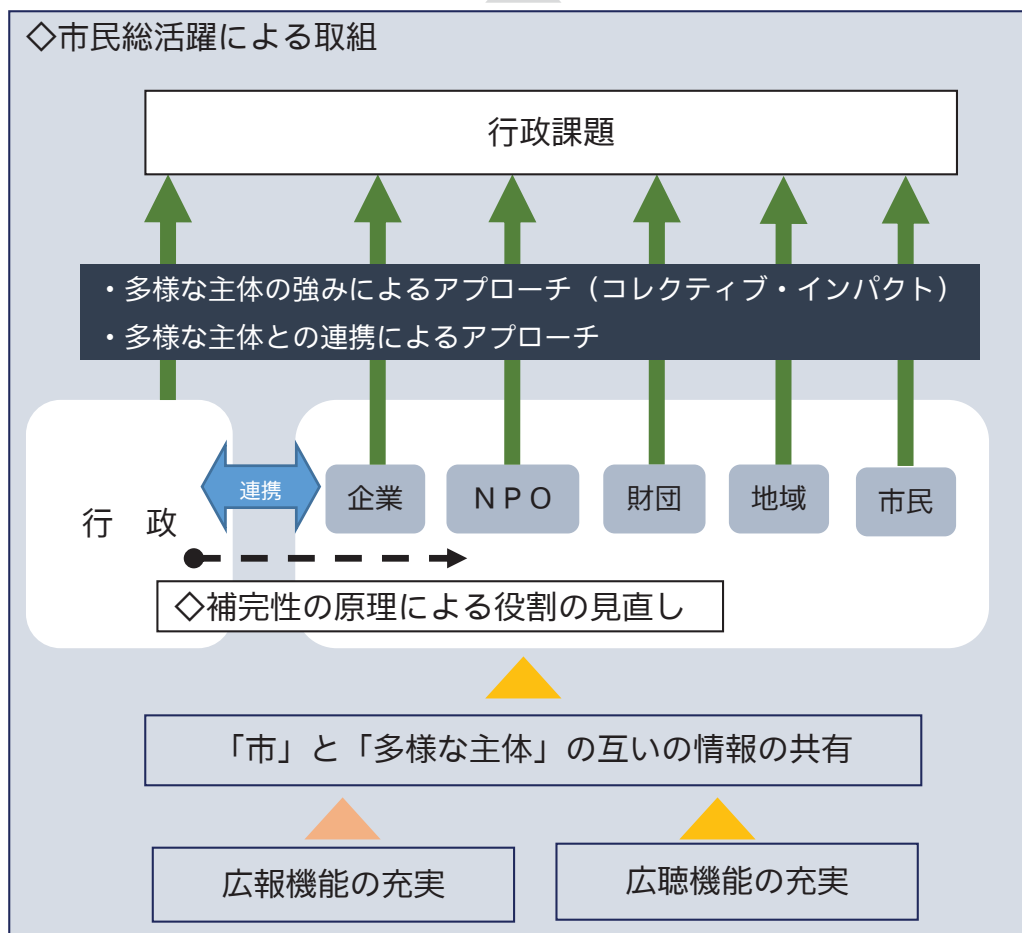 ◇市民総活躍による取組
行政課題
・多様な主体の強みによるアプローチ（コレクティブ・インパクト）
・多様な主体との連携によるアプローチ
行　政
連携
企業
ＮＰＯ
財団
地域
市民
◇補完性の原理による役割の見直し
「市」と「多様な主体」の互いの情報の共有
広報機能の充実
広聴機能の充実